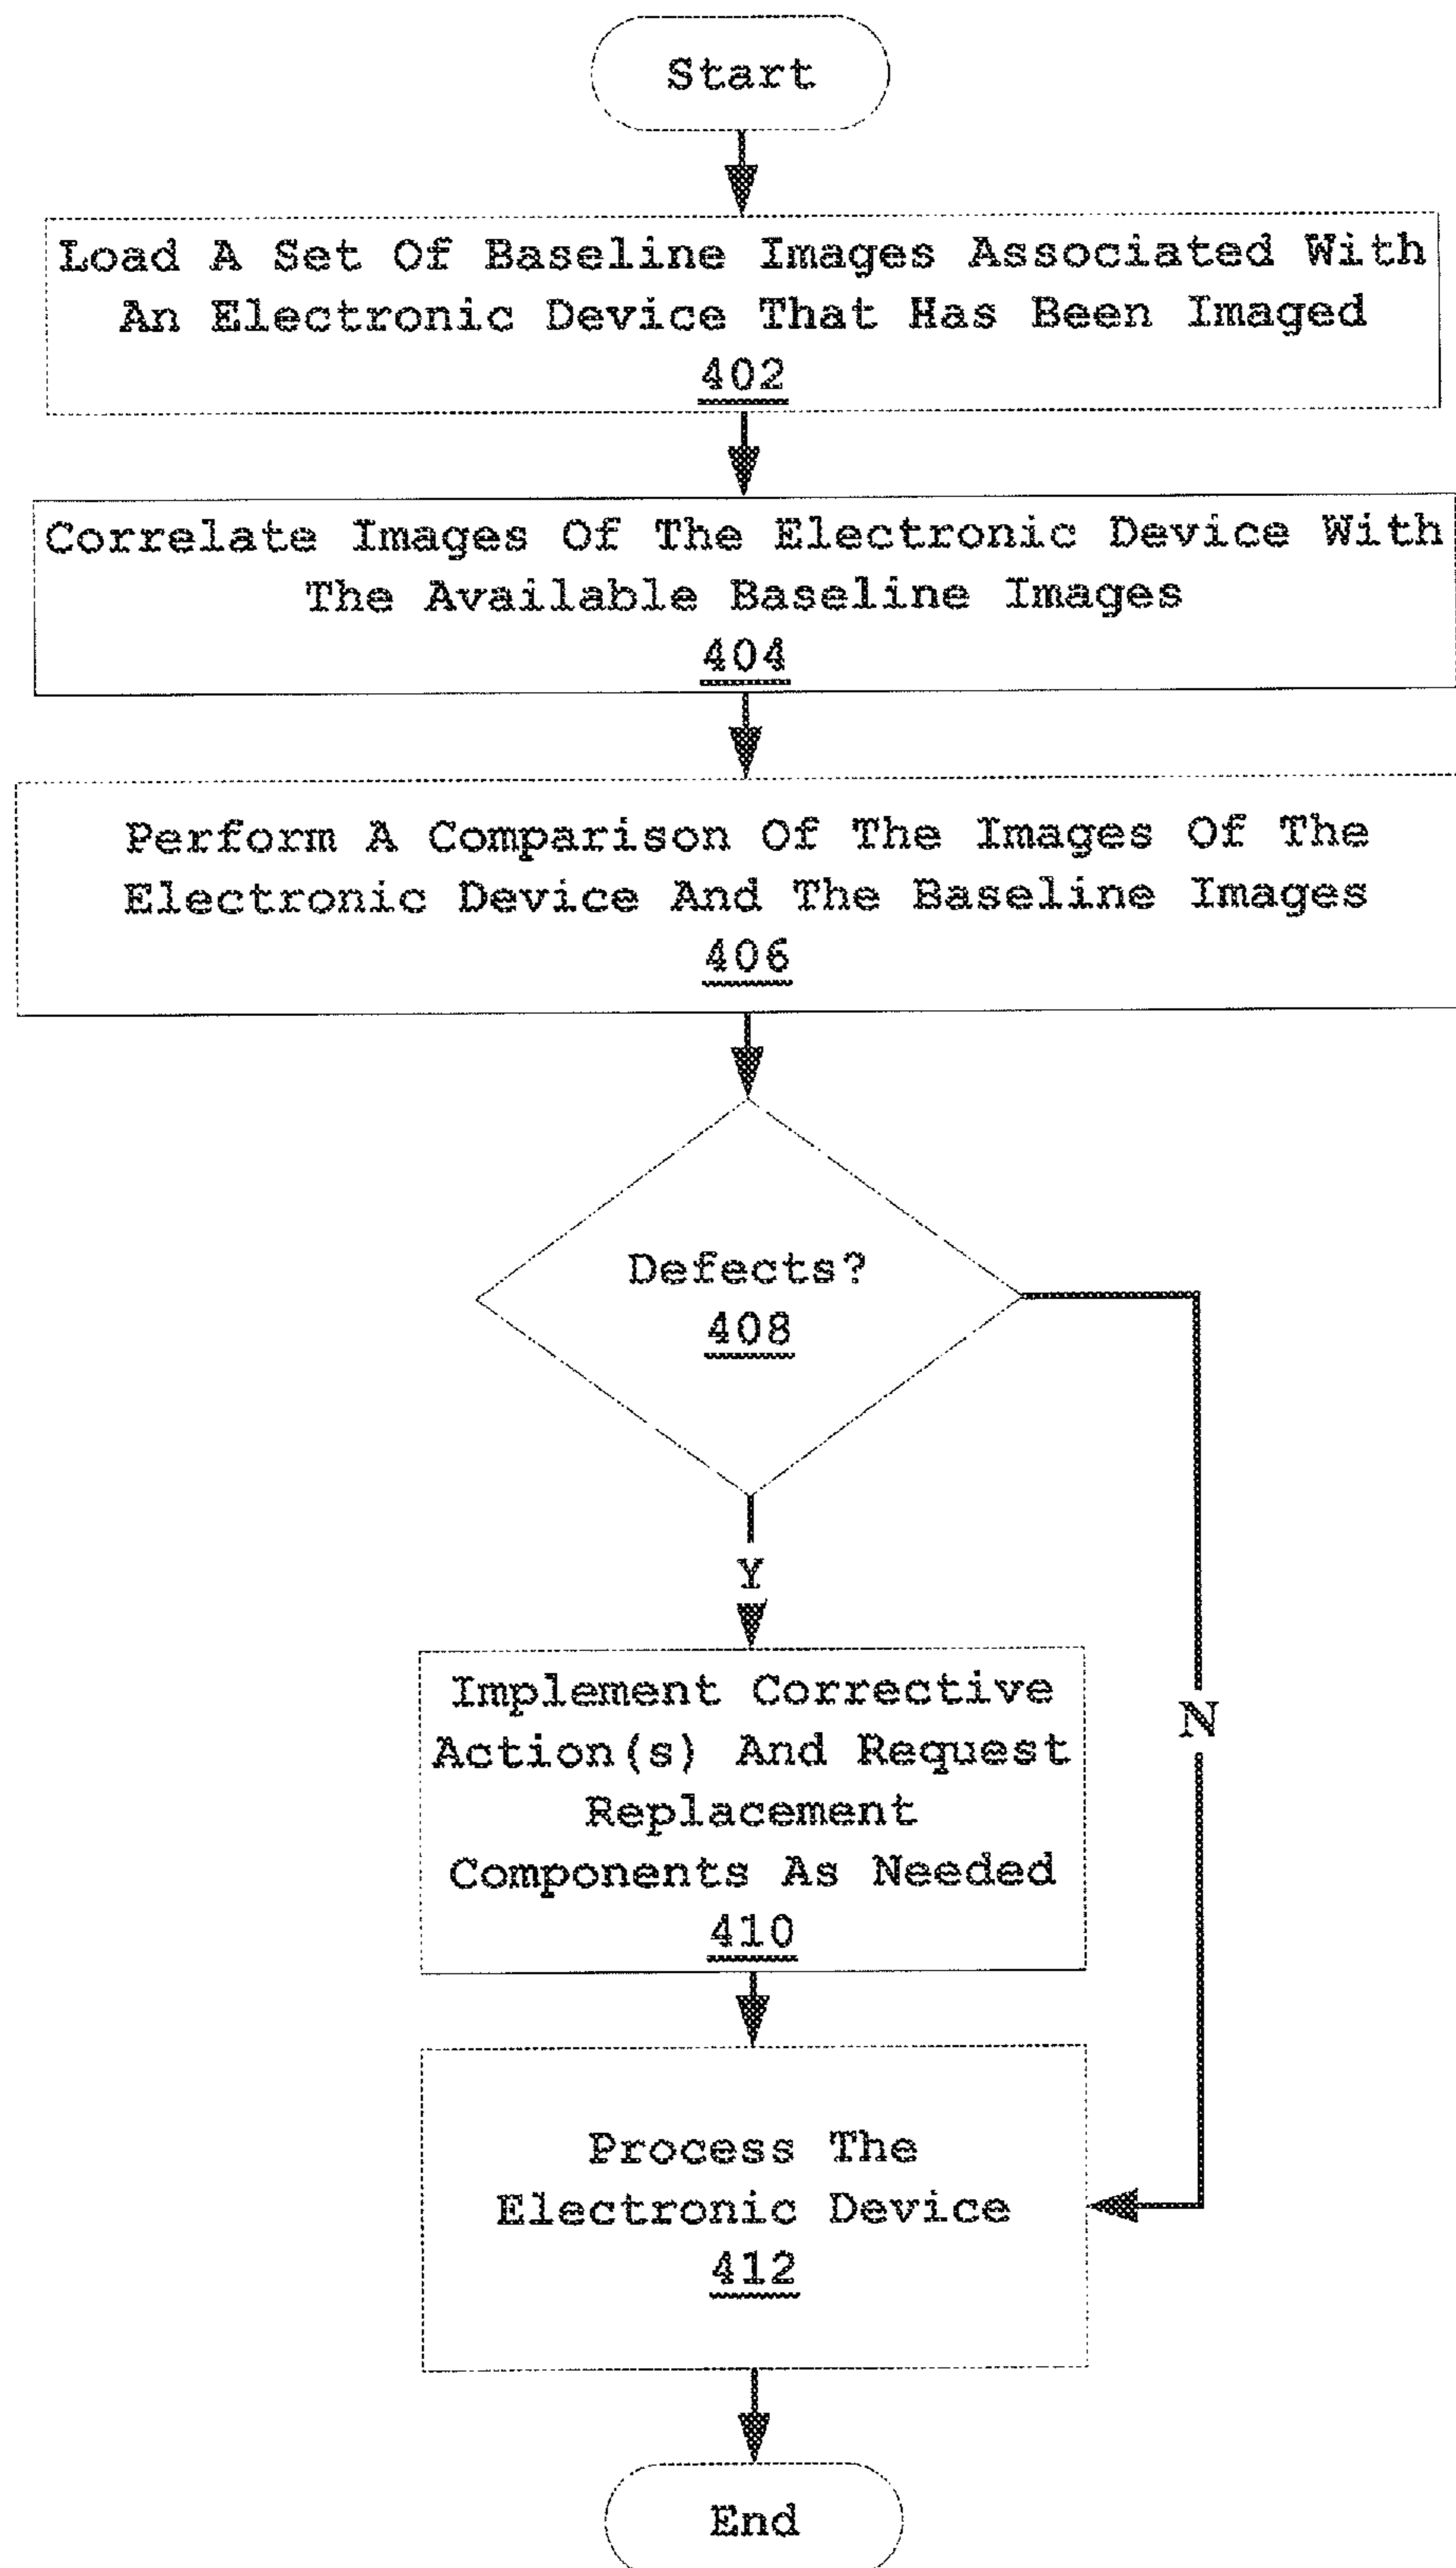 Start
Load A Set Of Baseline Images Associated With
An Electronic Device That Has Been Imaged
402
Correlate Images Of The Electronic Device With
The Available Baseline Images
404
Perform A Comparison Of The Images Of The
Electronic Device And The Baseline Images
406
Defects?
408
Y
Implement Corrective
Action(s) And Request
Replacement
Components As Needed
410
N
Process The
Electronic Device
412
End